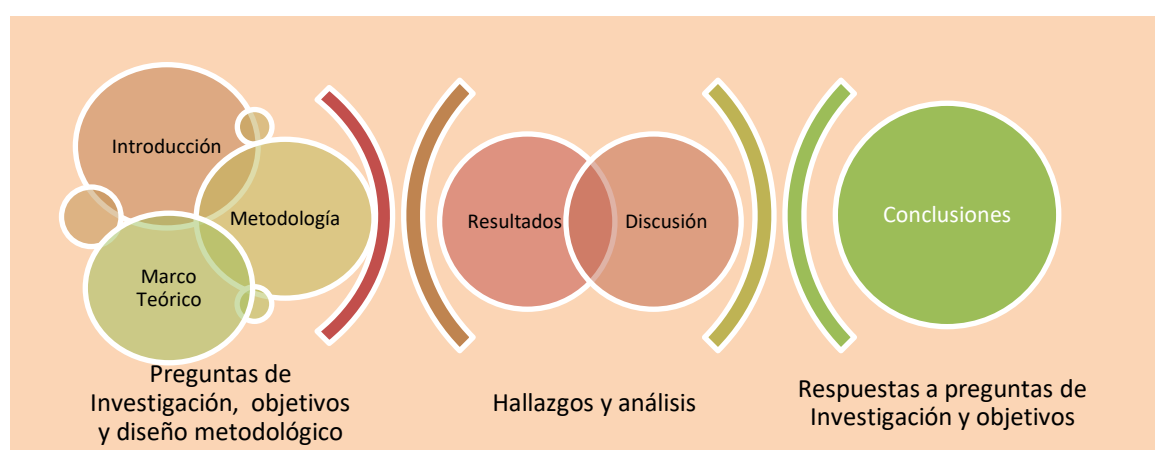 Introducción
Metodología
Marco
Teórico
Preguntas de
Investigación, objetivos
y diseño metodológico
Resultados
Discusión
Hallazgos y análisis
Conclusiones
Respuestas a preguntas de
Investigación y objetivos